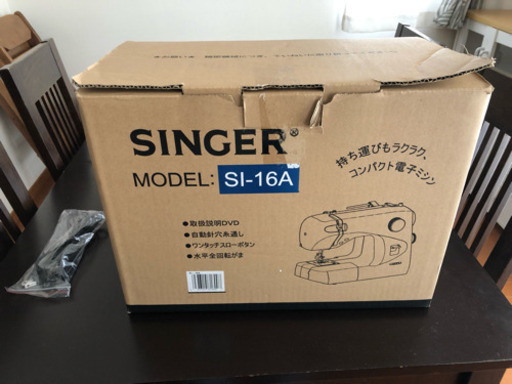 SINGER®
MODEL: SI-16A
持ち運びもラクラク、
コンパクト電子ミシン
●取扱説明DVD
●自動針穴糸通し
●ワンタッチスローボタン
●水平全回転がま